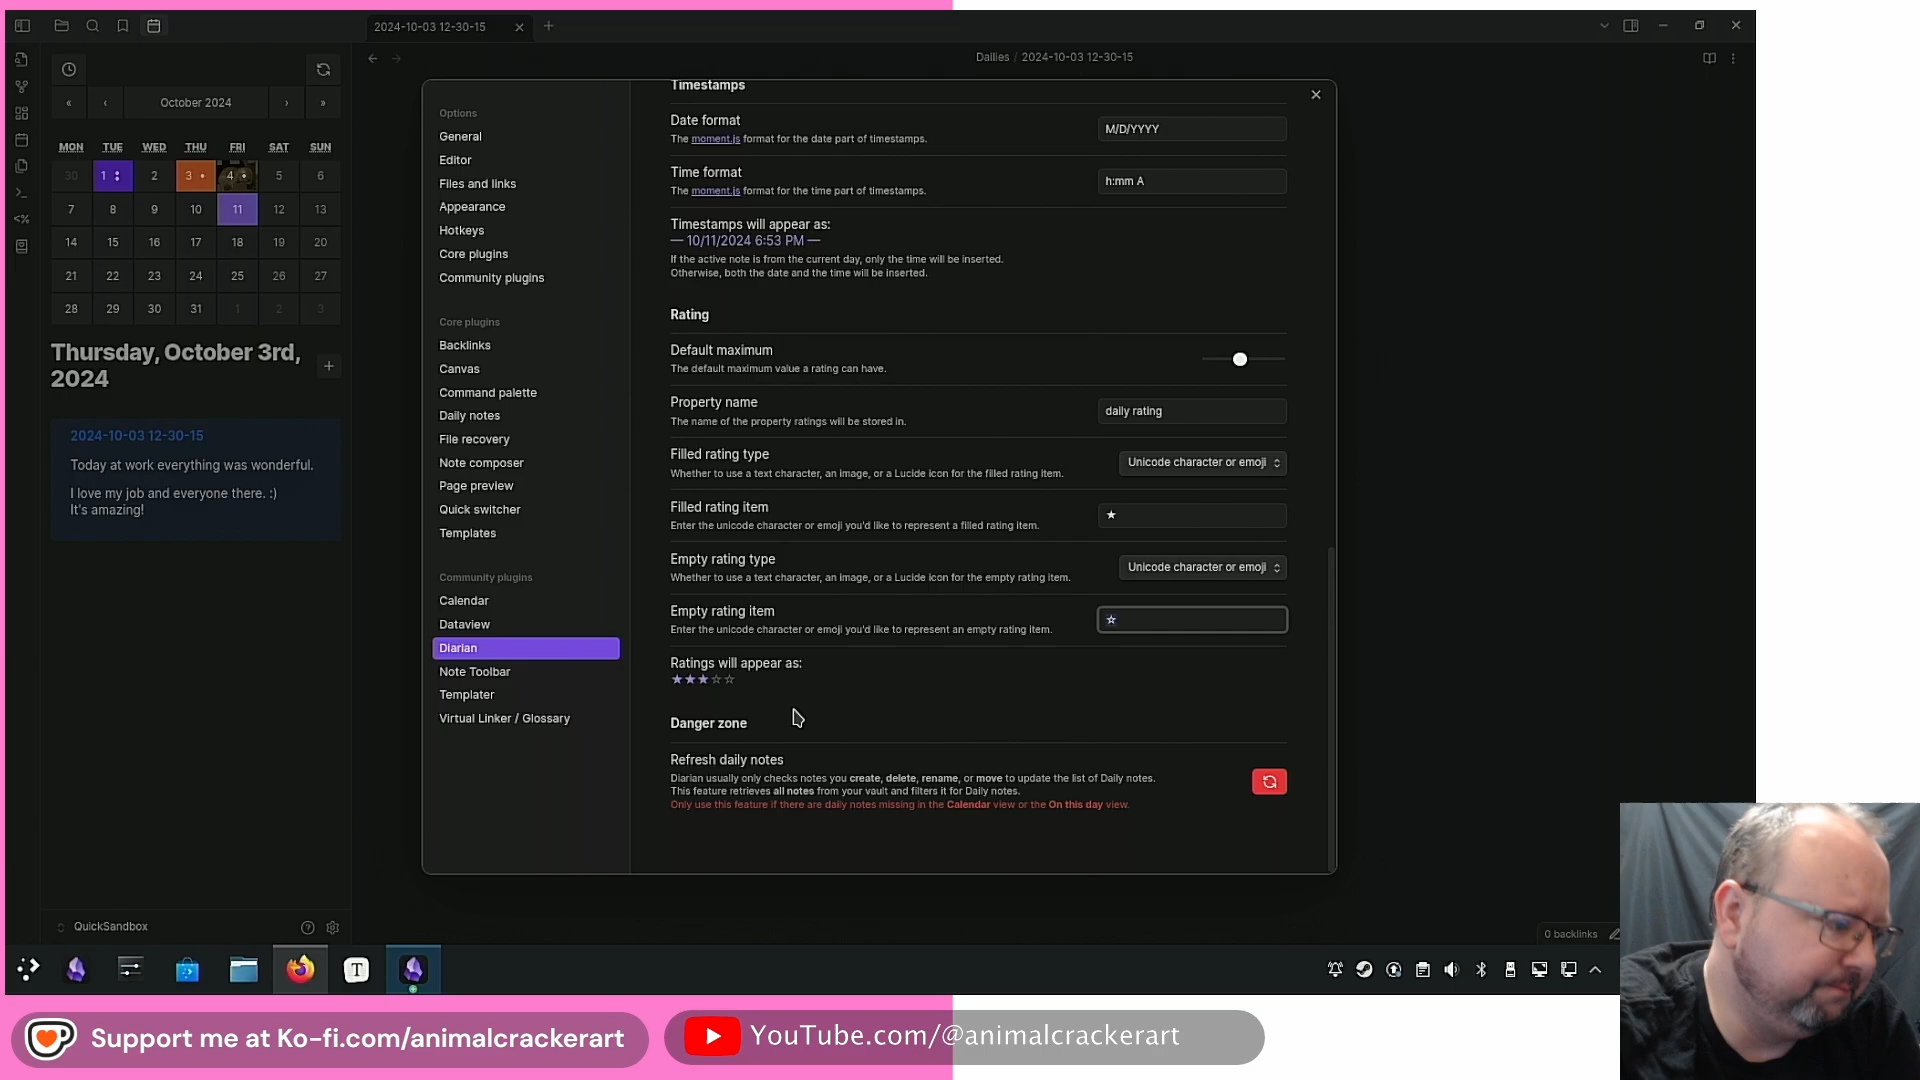 2024-10-03 12-30-15
Dailies / 2024-10-03 12-30-15
« ‹ October 2024 › »
MON TUE WED THU FRI SAT SUN
30 1 2 3 4 5 6
7 8 9 10 11 12 13
14 15 16 17 18 19 20
21 22 23 24 25 26 27
28 29 30 31 1 2 3
Thursday, October 3rd,
2024
2024-10-03 12-30-15
Today at work everything was wonderful.
I love my job and everyone there. :)
It's amazing!
QuickSandbox
Options
General
Editor
Files and links
Appearance
Hotkeys
Core plugins
Community plugins
Core plugins
Backlinks
Canvas
Command palette
Daily notes
File recovery
Note composer
Page preview
Quick switcher
Templates
Community plugins
Calendar
Dataview
Diarian
Note Toolbar
Templater
Virtual Linker / Glossary
Timestamps
Date format
The moment.js format for the date part of timestamps.
M/D/YYYY
Time format
The moment.js format for the time part of timestamps.
h:mm A
Timestamps will appear as:
— 10/11/2024 6:53 PM —
If the active note is from the current day, only the time will be inserted.
Otherwise, both the date and the time will be inserted.
Rating
Default maximum
The default maximum value a rating can have.
Property name
The name of the property ratings will be stored in.
daily rating
Filled rating type
Whether to use a text character, an image, or a Lucide icon for the filled rating item.
Unicode character or emoji
Filled rating item
Enter the unicode character or emoji you'd like to represent a filled rating item.
★
Empty rating type
Whether to use a text character, an image, or a Lucide icon for the empty rating item.
Unicode character or emoji
Empty rating item
Enter the unicode character or emoji you'd like to represent an empty rating item.
☆
Ratings will appear as:
★★★☆☆
Danger zone
Refresh daily notes
Diarian usually only checks notes you create, delete, rename, or move to update the list of Daily notes.
This feature retrieves all notes from your vault and filters it for Daily notes.
Only use this feature if there are daily notes missing in the Calendar view or the On this day view.
0 backlinks
Support me at Ko-fi.com/animalcrackerart
YouTube.com/@animalcrackerart